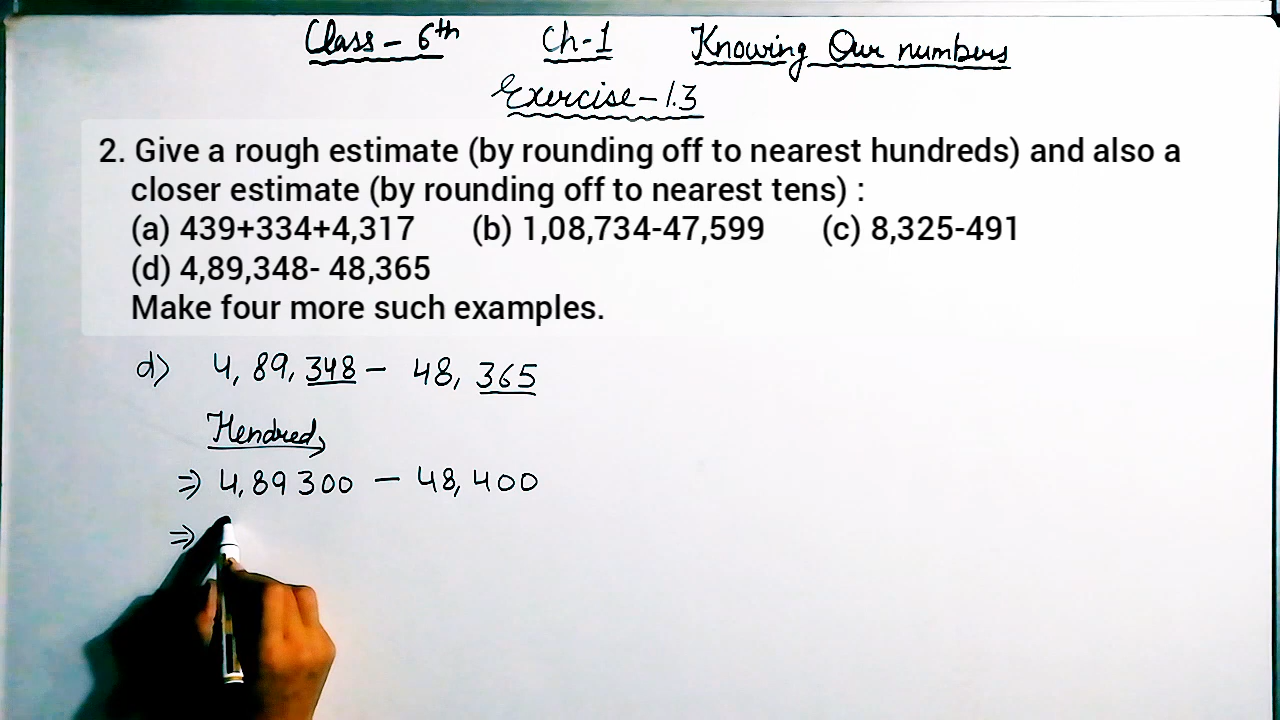 Class - 6th Ch-1 Knowing Our numbers
Exercise - 1.3
2. Give a rough estimate (by rounding off to nearest hundreds) and also a
closer estimate (by rounding off to nearest tens) :
(a) 439+334+4,317 (b) 1,08,734-47,599 (c) 8,325-491
(d) 4,89,348- 48,365
Make four more such examples.
d) 4,89,348 - 48,365
Hendred,
⇒ 4,89300 - 48,400
⇒